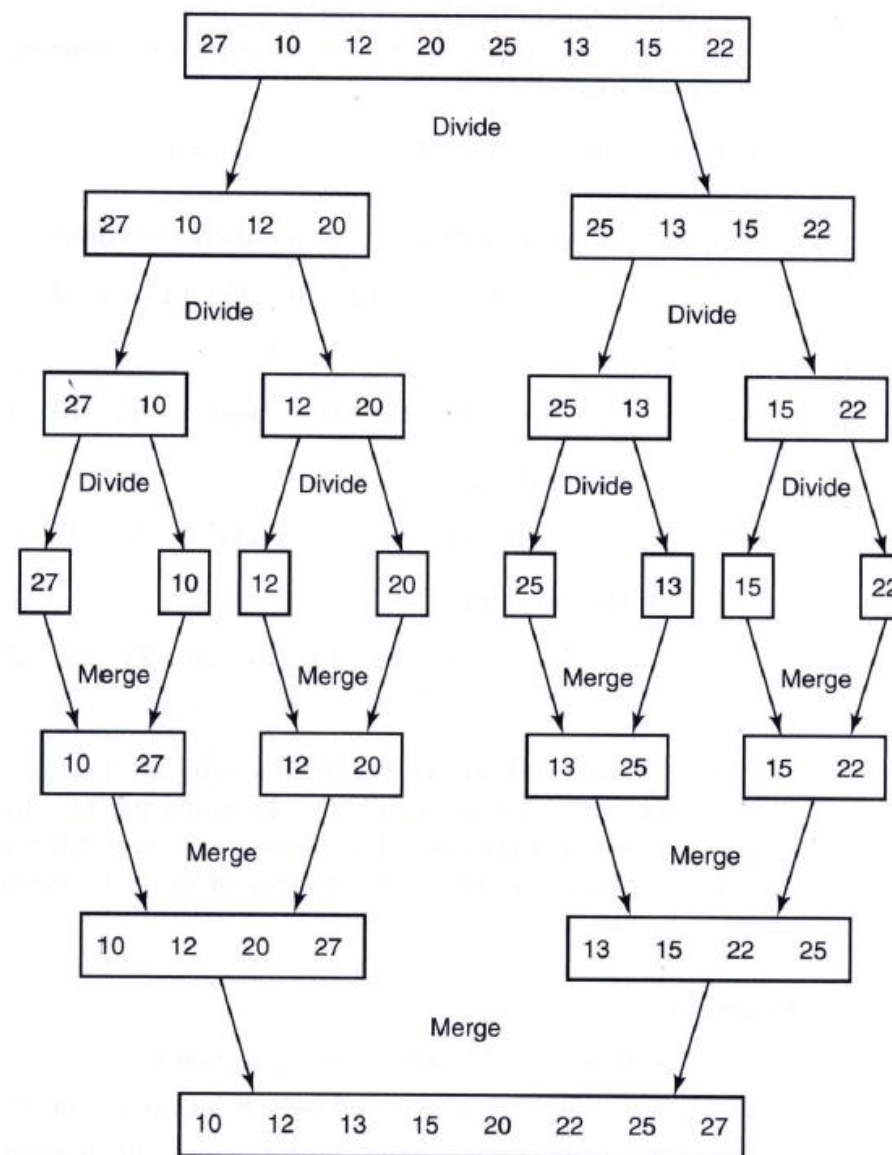 27 10 12 20 25 13 15 22
Divide
27 10 12 20 25 13 15 22
Divide Divide
27 10 12 20 25 13 15 22
Divide Divide Divide Divide
27 10 12 20 25 13 15 22
Merge Merge Merge Merge
10 27 12 20 13 25 15 22
Merge Merge
10 12 20 27 13 15 22 25
Merge
10 12 13 15 20 22 25 27